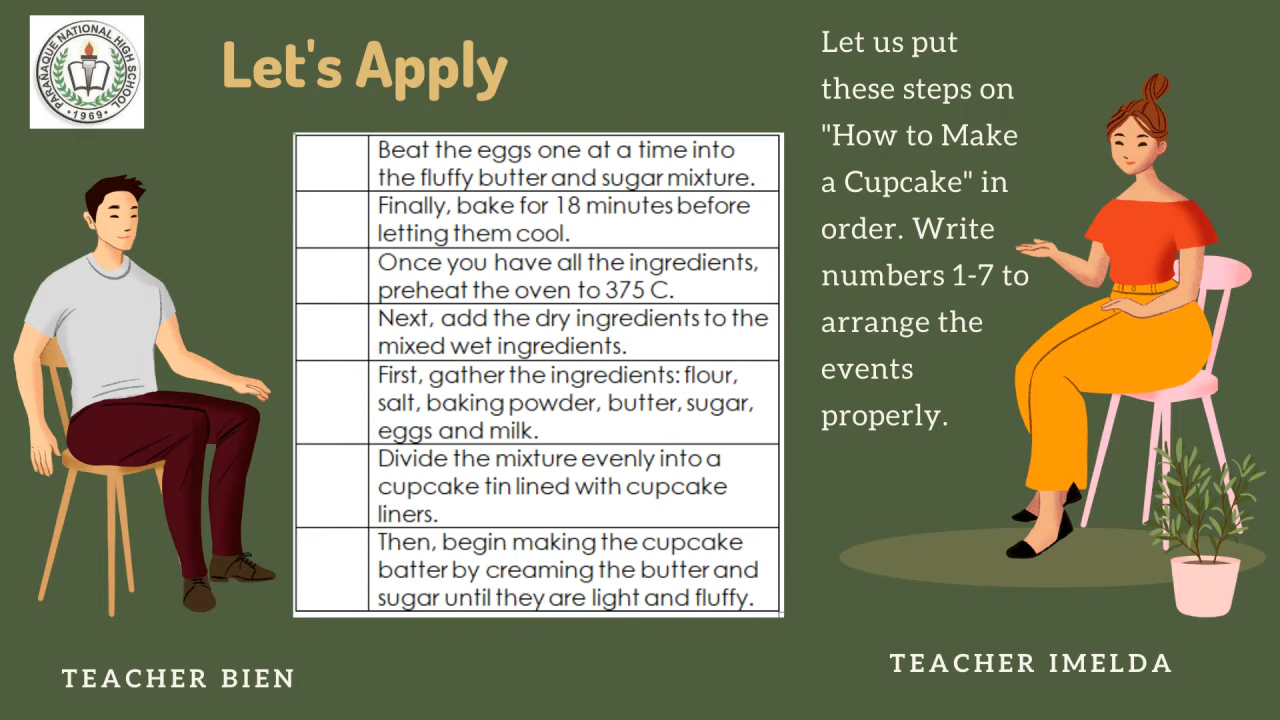 PARAÑAQUE NATIONAL HIGH SCHOOL
• 1969 •
Let's Apply
Beat the eggs one at a time into
the fluffy butter and sugar mixture.
Finally, bake for 18 minutes before
letting them cool.
Once you have all the ingredients,
preheat the oven to 375 C.
Next, add the dry ingredients to the
mixed wet ingredients.
First, gather the ingredients: flour,
salt, baking powder, butter, sugar,
eggs and milk.
Divide the mixture evenly into a
cupcake tin lined with cupcake
liners.
Then, begin making the cupcake
batter by creaming the butter and
sugar until they are light and fluffy.
Let us put
these steps on
"How to Make
a Cupcake" in
order. Write
numbers 1-7 to
arrange the
events
properly.
TEACHER BIEN
TEACHER IMELDA